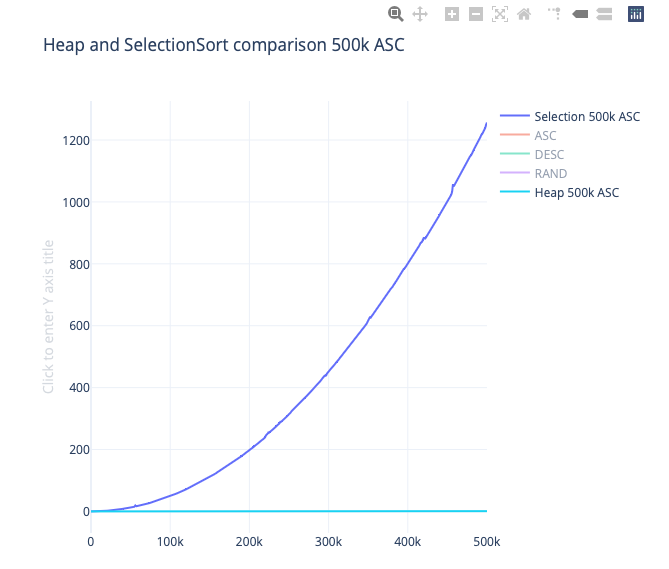 Heap and SelectionSort comparison 500k ASC
Selection 500k ASC
ASC
DESC
RAND
Heap 500k ASC
Click to enter Y axis title
1200
1000
800
600
400
200
0
0 100k 200k 300k 400k 500k